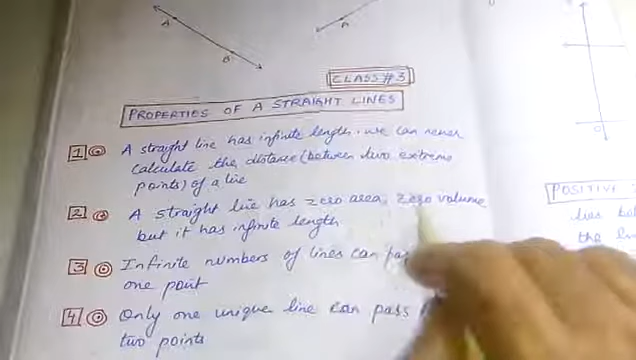 A
B
A
CLASS #3
PROPERTIES OF A STRAIGHT LINES
1 A straight line has infinite length. we can never
calculate the distance (between two extreme
points) of a line
2 A straight line has zero area, zero volume
but it has infinite length
3 Infinite numbers of lines can
one point
4 Only one unique line can pass
two points
POSITIVE
lies
the